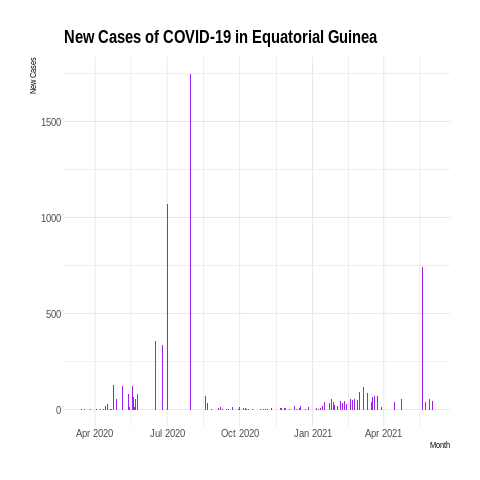 New Cases of COVID-19 in Equatorial Guinea
New Cases
1500
1000
500
0
Apr 2020 Jul 2020 Oct 2020 Jan 2021 Apr 2021
Month